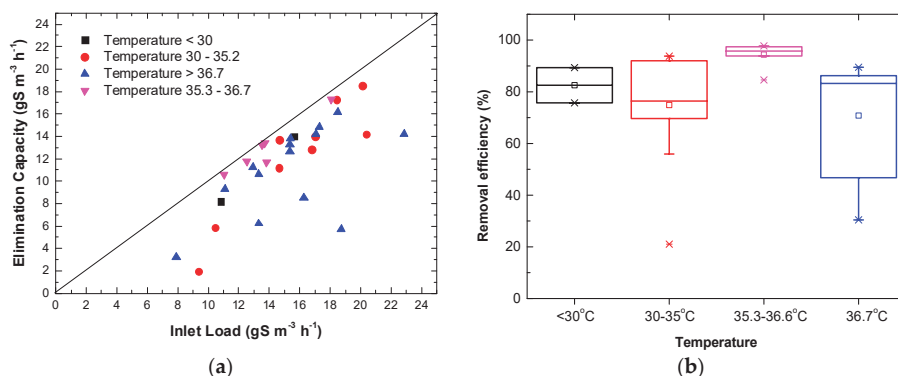 Elimination Capacity (gS m⁻³ h⁻¹)
24
22
20
18
16
14
12
10
8
6
4
2
0
Temperature < 30
Temperature 30 - 35.2
Temperature > 36.7
Temperature 35.3 - 36.7
0 2 4 6 8 10 12 14 16 18 20 22 24
Inlet Load (gS m⁻³ h⁻¹)
(a)
Removal efficiency (%)
100
80
60
40
20
0
<30°C 30-35°C 35.3-36.6°C 36.7°C
Temperature
(b)